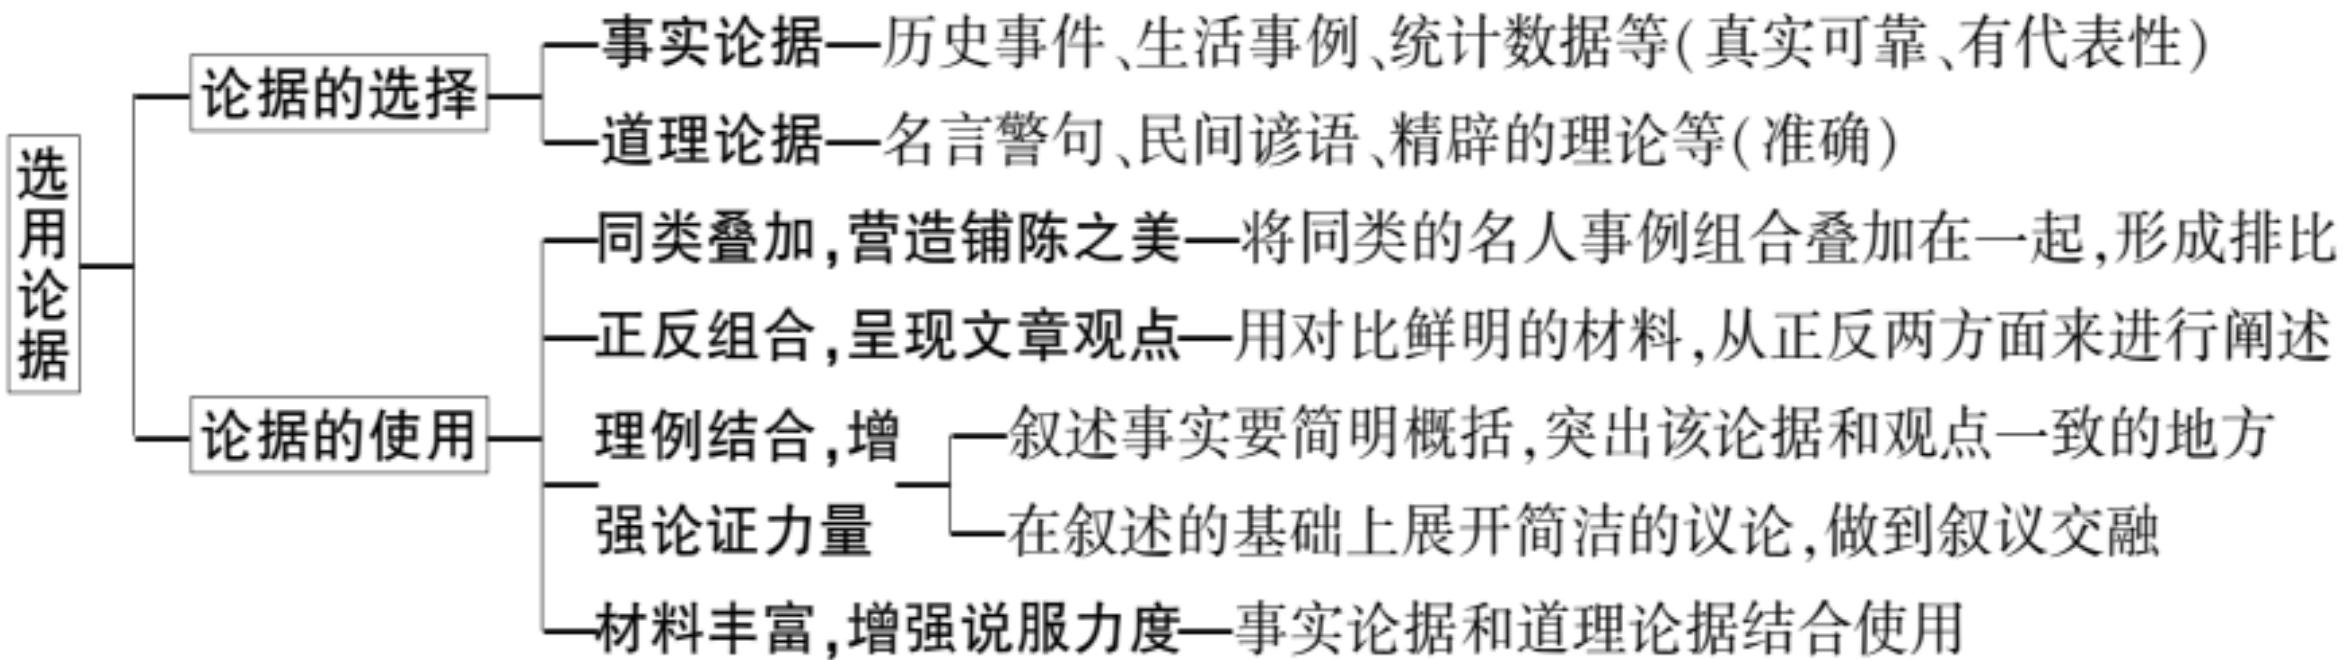 选用论据
论据的选择
事实论据—历史事件、生活事例、统计数据等(真实可靠、有代表性)
道理论据—名言警句、民间谚语、精辟的理论等(准确)
论据的使用
同类叠加,营造铺陈之美—将同类的名人事例组合叠加在一起,形成排比
正反组合,呈现文章观点—用对比鲜明的材料,从正反两方面来进行阐述
理例结合,增
强论证力量
叙述事实要简明概括,突出该论据和观点一致的地方
在叙述的基础上展开简洁的议论,做到叙议交融
材料丰富,增强说服力度—事实论据和道理论据结合使用